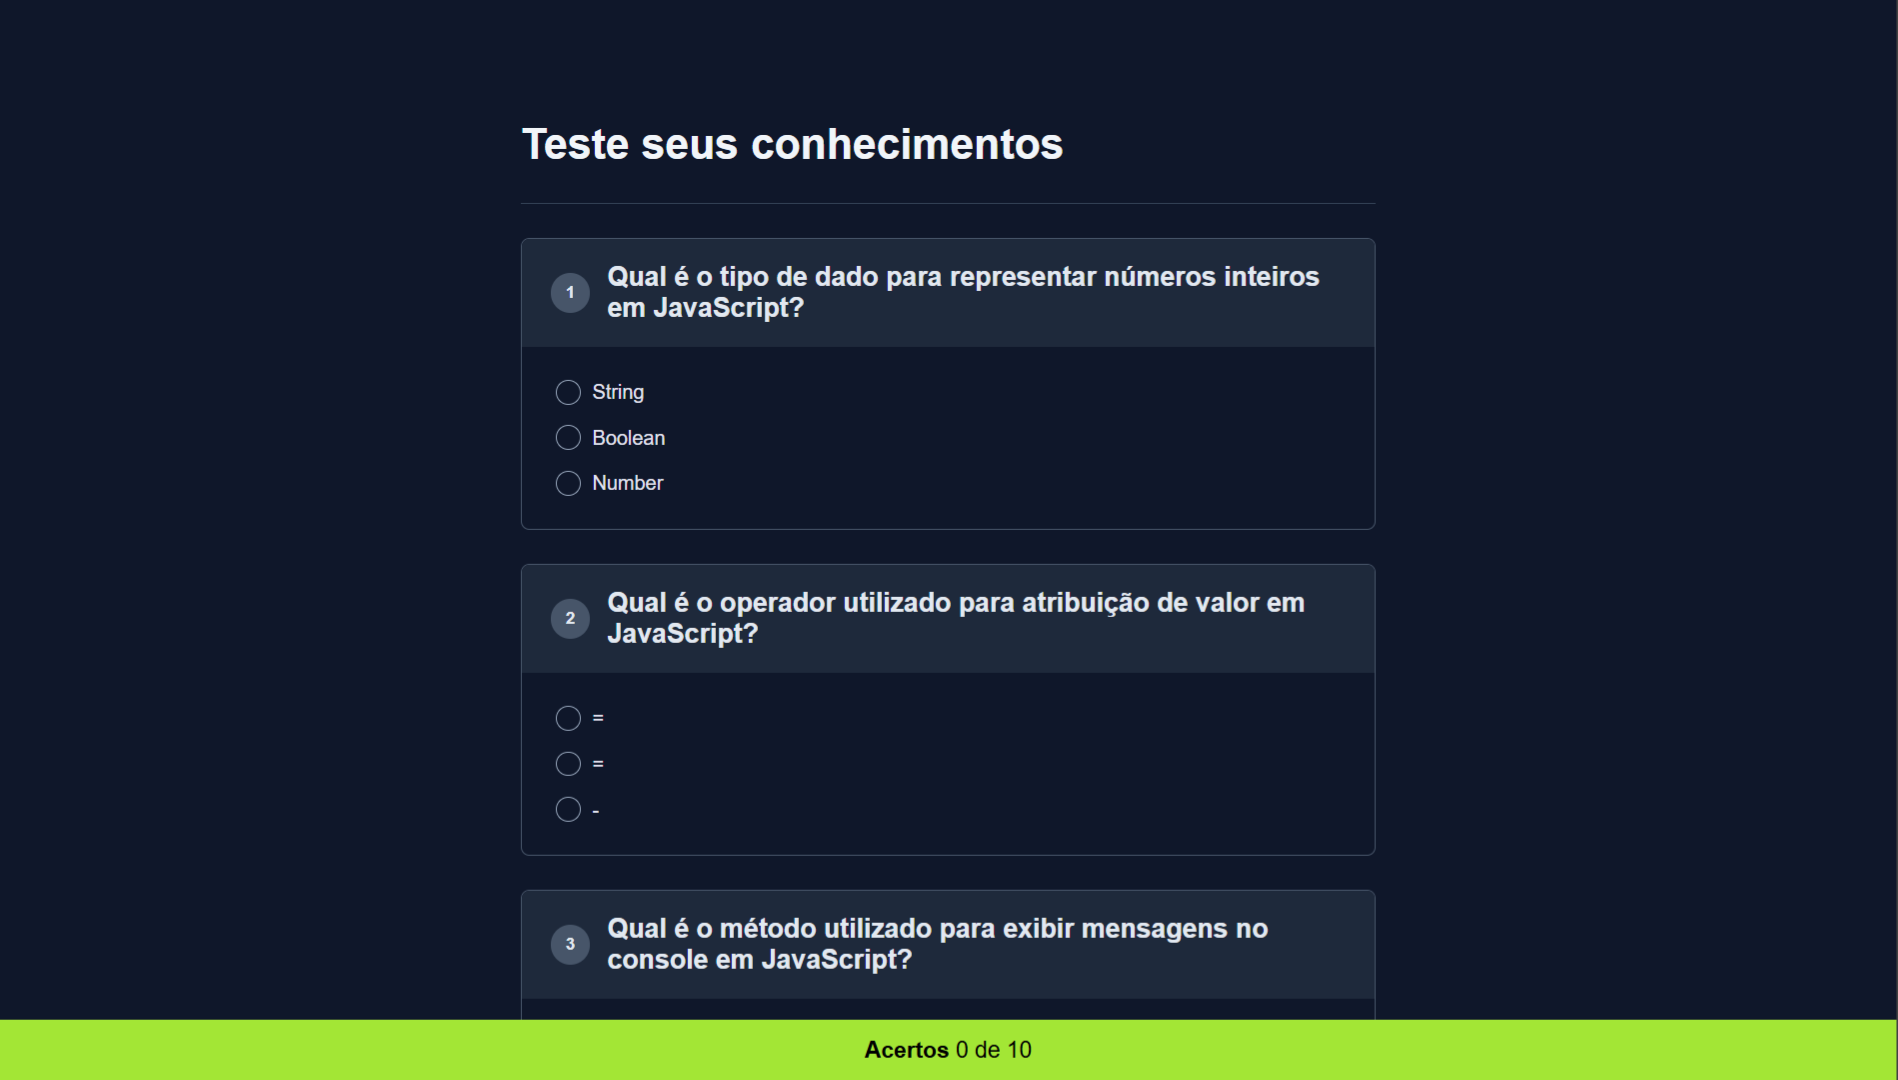 Teste seus conhecimentos
1
Qual é o tipo de dado para representar números inteiros
em JavaScript?
String
Boolean
Number
2
Qual é o operador utilizado para atribuição de valor em
JavaScript?
=
=
-
3
Qual é o método utilizado para exibir mensagens no
console em JavaScript?
Acertos 0 de 10